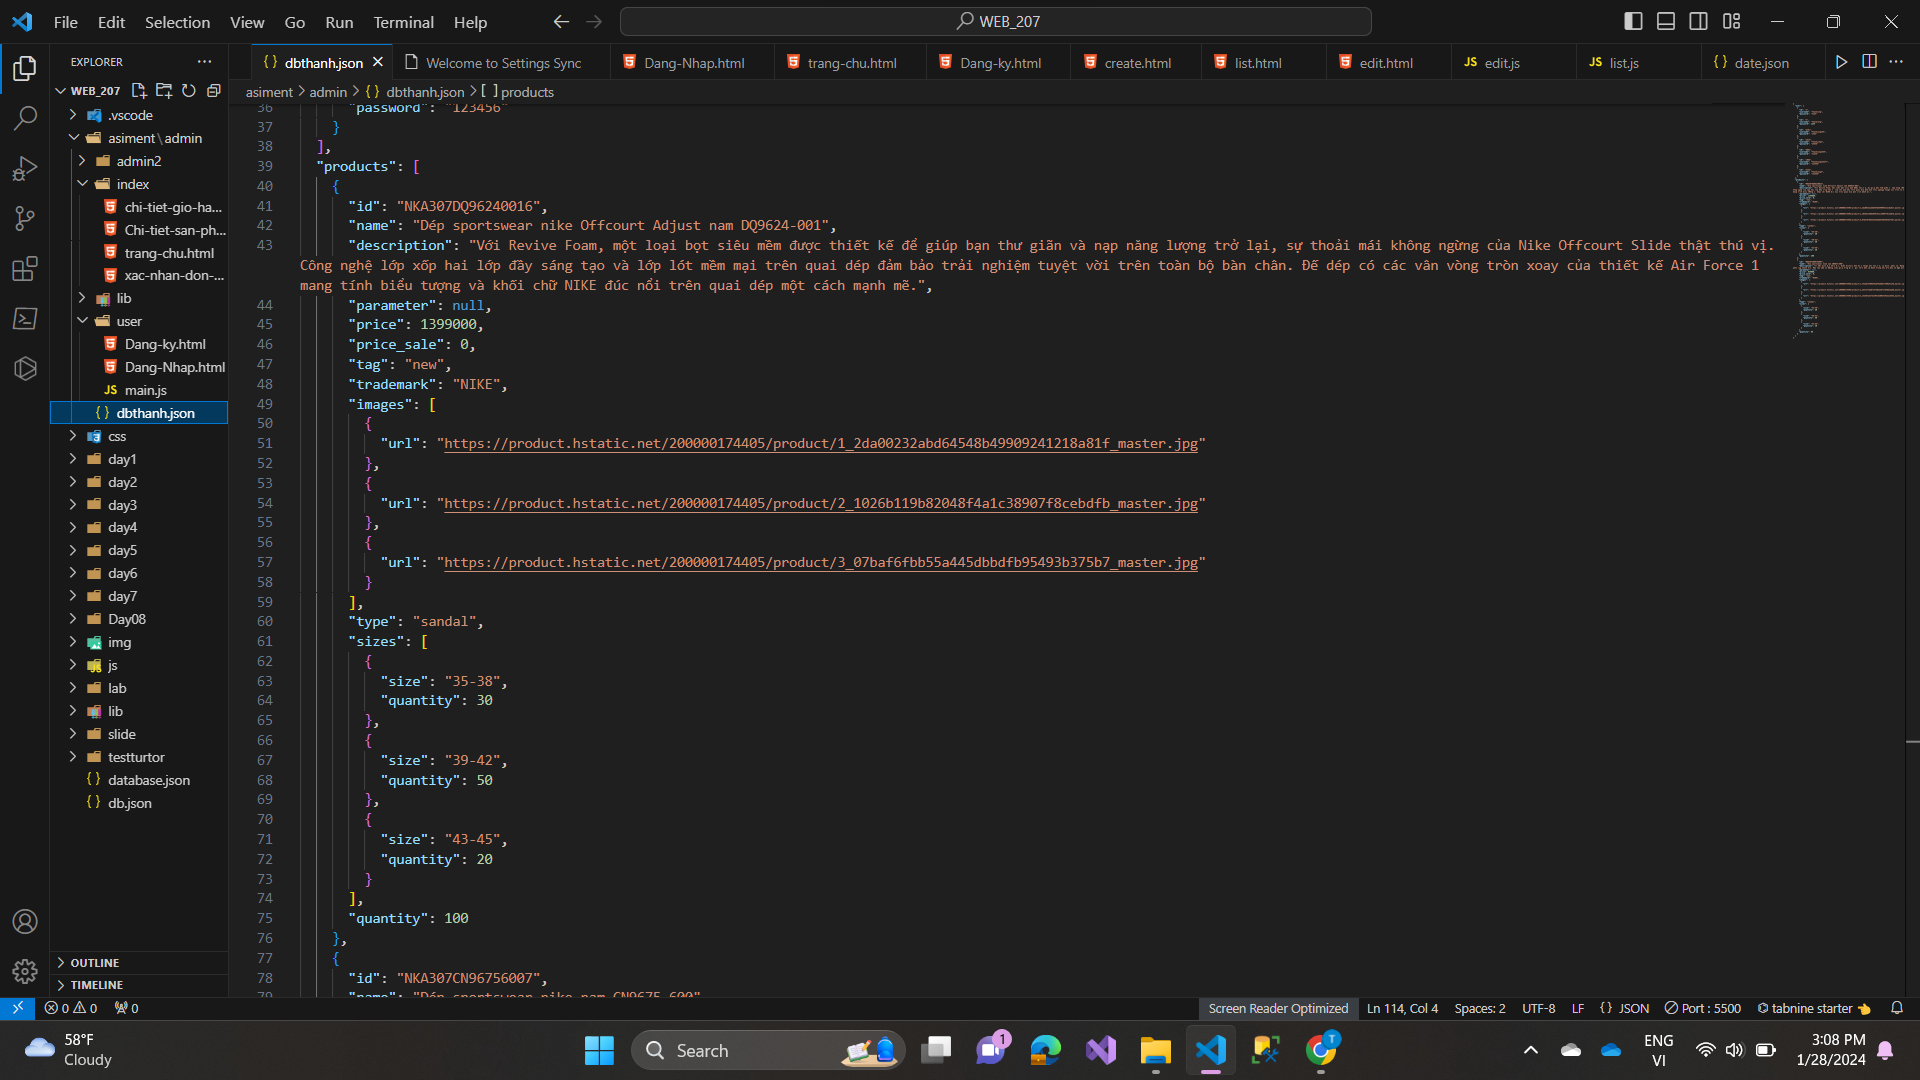 File Edit Selection View Go Run Terminal Help
WEB_207
EXPLORER
dbthanh.json
Welcome to Settings Sync
Dang-Nhap.html
trang-chu.html
Dang-ky.html
create.html
list.html
edit.html
JS edit.js
JS list.js
{} date.json
WEB_207
asiment > admin > {} dbthanh.json > [ ] products
.vscode
asiment\admin
admin2
index
chi-tiet-gio-ha...
Chi-tiet-san-ph...
trang-chu.html
xac-nhan-don-...
lib
user
Dang-ky.html
Dang-Nhap.html
JS main.js
{} dbthanh.json
css
day1
day2
day3
day4
day5
day6
day7
Day08
img
js
lab
lib
slide
testturtor
{} database.json
{} db.json
OUTLINE
TIMELINE
36 "password": "123456"
37 }
38 ],
39 "products": [
40 {
41 "id": "NKA307DQ96240016",
42 "name": "Dép sportswear nike Offcourt Adjust nam DQ9624-001",
43 "description": "Với Revive Foam, một loại bọt siêu mềm được thiết kế để giúp bạn thư giãn và nạp năng lượng trở lại, sự thoải mái không ngừng của Nike Offcourt Slide thật thú vị.
Công nghệ lớp xốp hai lớp đầy sáng tạo và lớp lót mềm mại trên quai dép đảm bảo trải nghiệm tuyệt vời trên toàn bộ bàn chân. Đế dép có các vân vòng tròn xoay của thiết kế Air Force 1
mang tính biểu tượng và khối chữ NIKE đúc nổi trên quai dép một cách mạnh mẽ.",
44 "parameter": null,
45 "price": 1399000,
46 "price_sale": 0,
47 "tag": "new",
48 "trademark": "NIKE",
49 "images": [
50 {
51 "url": "https://product.hstatic.net/200000174405/product/1_2da00232abd64548b49909241218a81f_master.jpg"
52 },
53 {
54 "url": "https://product.hstatic.net/200000174405/product/2_1026b119b82048f4a1c38907f8cebdfb_master.jpg"
55 },
56 {
57 "url": "https://product.hstatic.net/200000174405/product/3_07baf6fbb55a445dbbdfb95493b375b7_master.jpg"
58 }
59 ],
60 "type": "sandal",
61 "sizes": [
62 {
63 "size": "35-38",
64 "quantity": 30
65 },
66 {
67 "size": "39-42",
68 "quantity": 50
69 },
70 {
71 "size": "43-45",
72 "quantity": 20
73 }
74 ],
75 "quantity": 100
76 },
77 {
78 "id": "NKA307CN96756007",
79 "name": "Dép sportswear nike nam CN9675-600"
0 0 0
Screen Reader Optimized
Ln 114, Col 4
Spaces: 2
UTF-8
LF
{} JSON
Port : 5500
tabnine starter
58°F
Cloudy
Search
1
T
ENG
VI
3:08 PM
1/28/2024